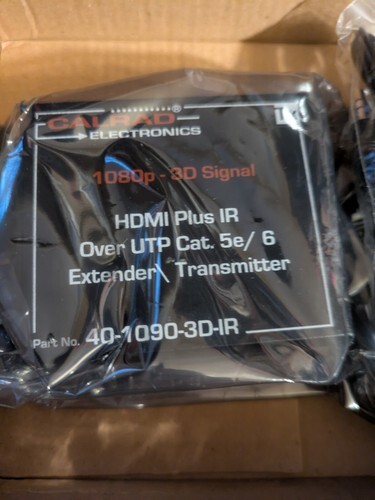 CALRAD®
ELECTRONICS
1080p - 3D Signal
HDMI Plus IR
Over UTP Cat. 5e/ 6
Extender\ Transmitter
Part No. 40-1090-3D-IR